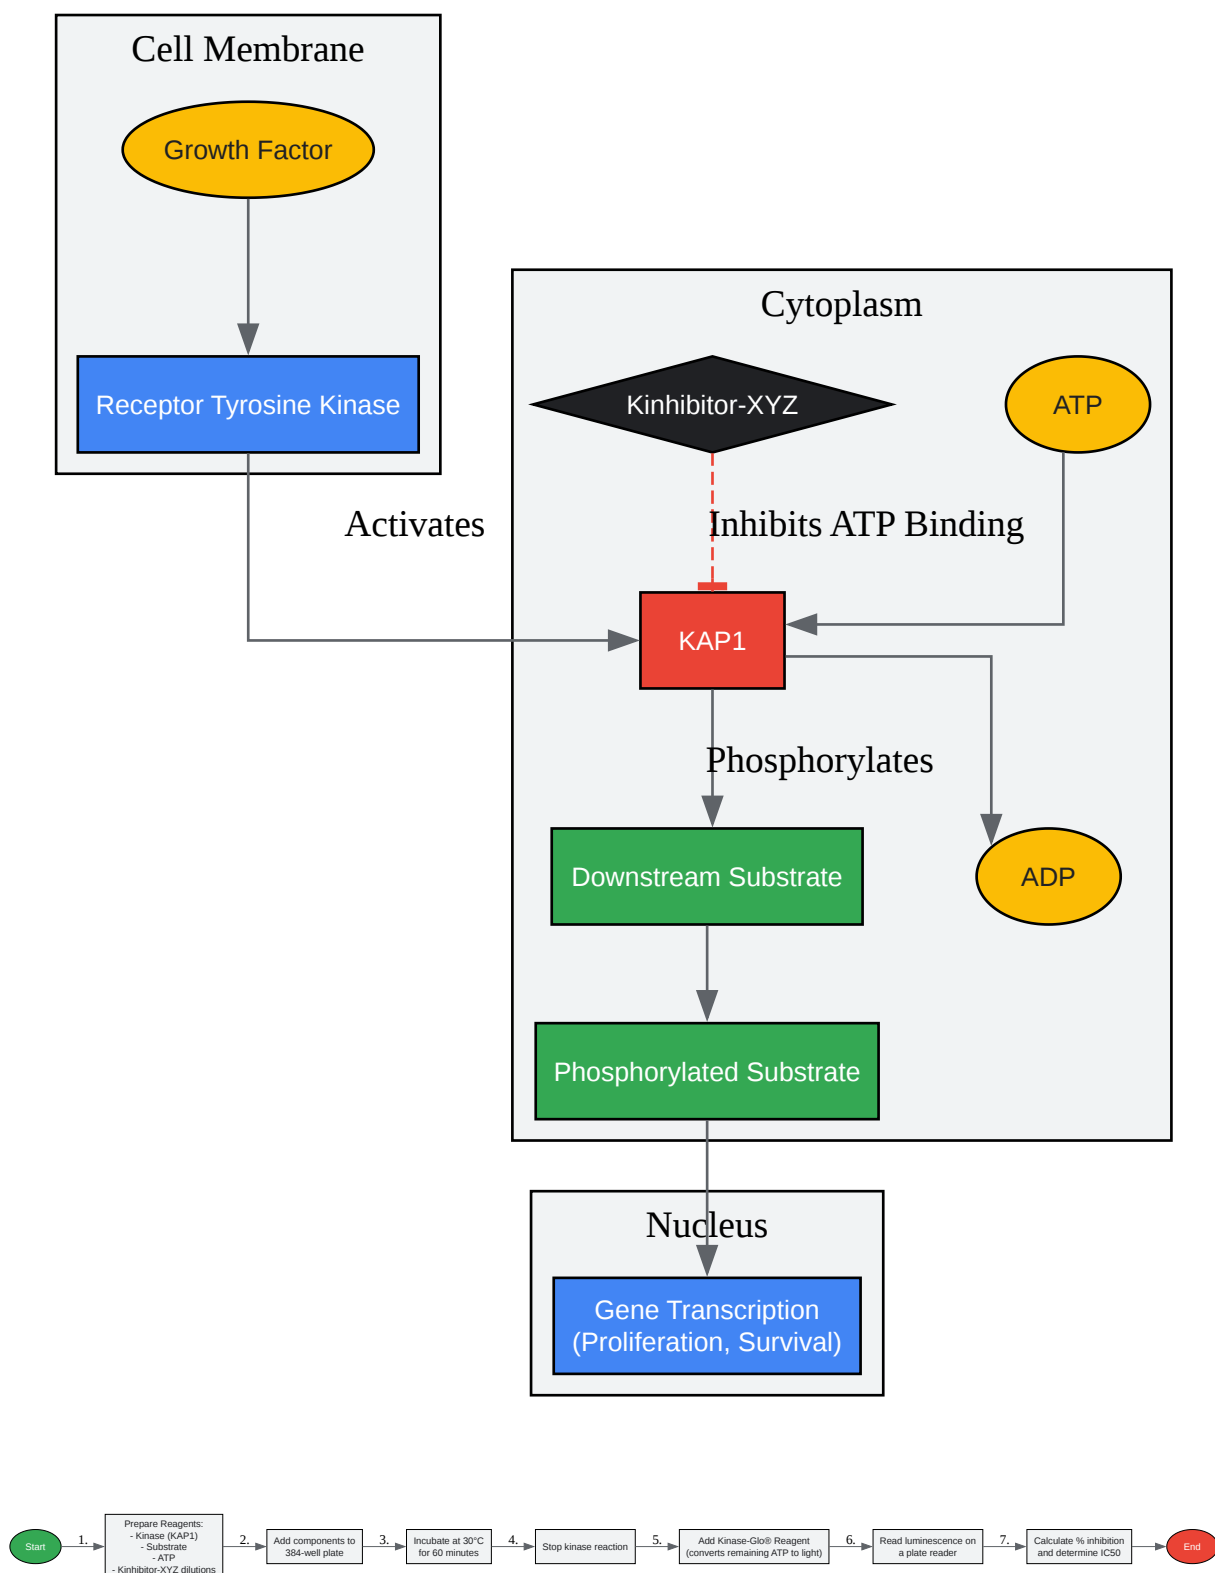 Cell Membrane
Growth Factor
Receptor Tyrosine Kinase
Activates
Cytoplasm
Kinhibitor-XYZ
ATP
Inhibits ATP Binding
KAP1
Phosphorylates
Downstream Substrate
ADP
Phosphorylated Substrate
Nucleus
Gene Transcription
(Proliferation, Survival)
Start
1.
Prepare Reagents:
- Kinase (KAP1)
- Substrate
- ATP
- Kinhibitor-XYZ dilutions
2.
Add components to
384-well plate
3.
Incubate at 30°C
for 60 minutes
4.
Stop kinase reaction
5.
Add Kinase-Glo® Reagent
(converts remaining ATP to light)
6.
Read luminescence on
a plate reader
7.
Calculate % inhibition
and determine IC50
End